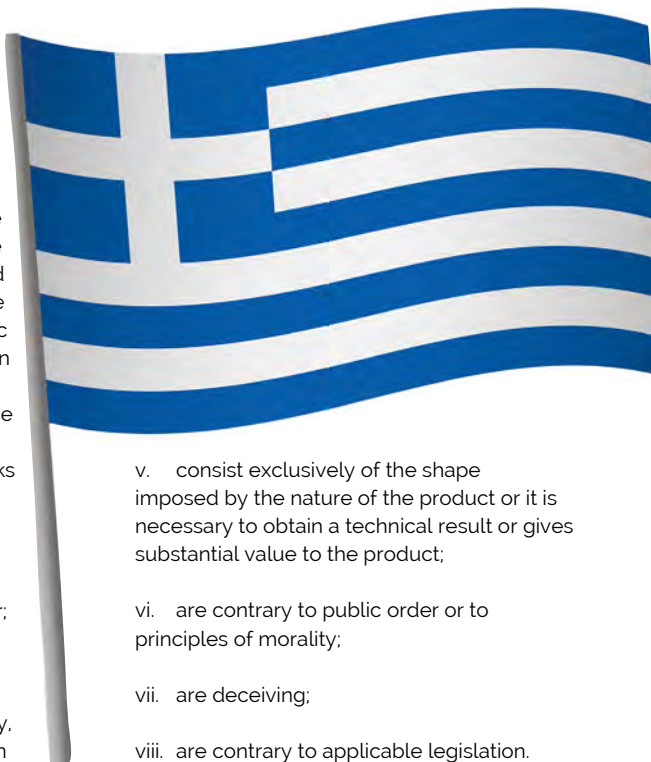 e
e
d
e
c
n
e
ks
r;
y,
n
v. consist exclusively of the shape
imposed by the nature of the product or it is
necessary to obtain a technical result or gives
substantial value to the product;
vi. are contrary to public order or to
principles of morality;
vii. are deceiving;
viii. are contrary to applicable legislation.